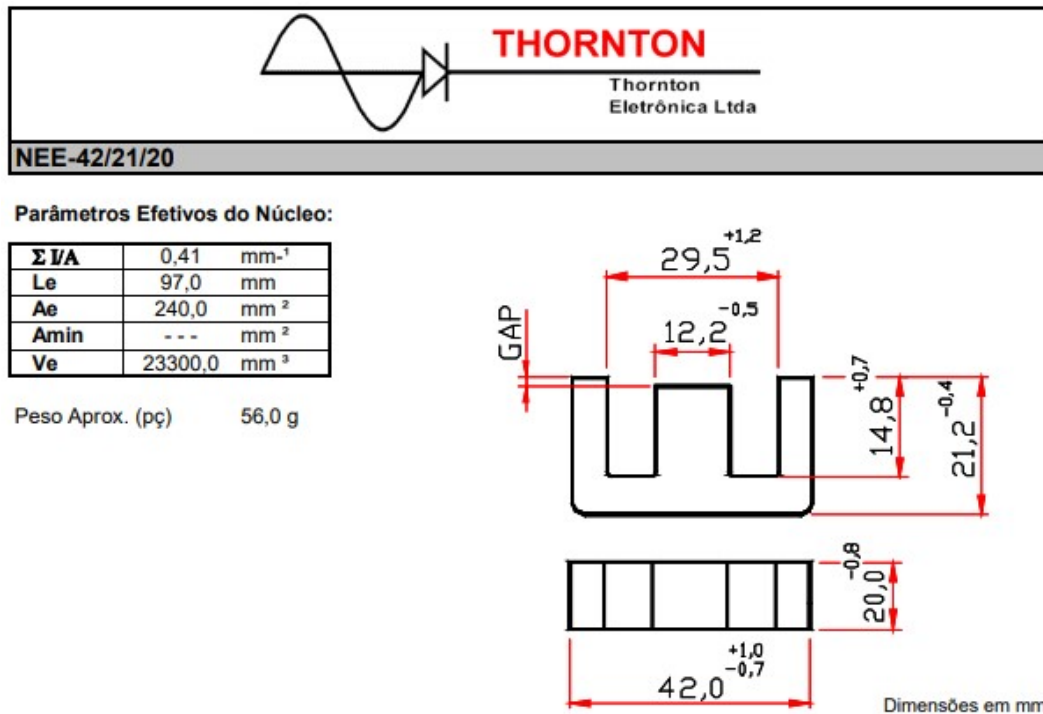 THORNTON
Thornton
Eletrônica Ltda
NEE-42/21/20
Parâmetros Efetivos do Núcleo:
Σ I/A 0,41 mm-¹
Le 97,0 mm
Ae 240,0 mm ²
Amin - - - mm ²
Ve 23300,0 mm ³
Peso Aprox. (pç) 56,0 g
29,5 +1,2
12,2 -0,5
GAP
14,8 +0,7
21,2 -0,4
20,0 -0,8
42,0 +1,0 -0,7
Dimensões em mm